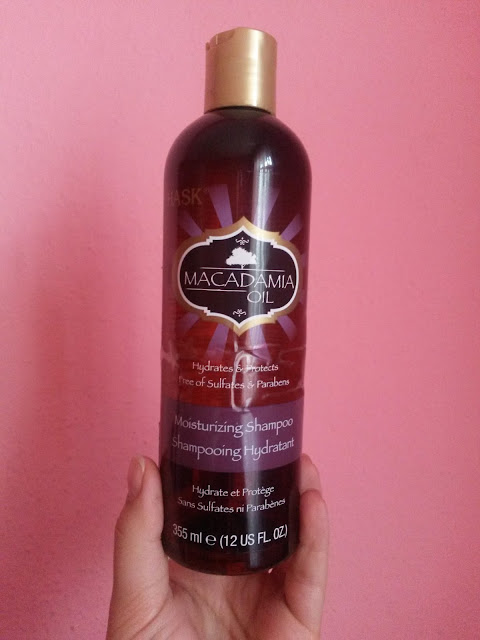 HASK
MACADAMIA
OIL
Hydrates & Protects
Free of Sulfates & Parabens
Moisturizing Shampoo
Shampooing Hydratant
Hydrate et Protège
Sans Sulfates ni Parabènes
355 ml ℮ (12 US FL. OZ.)